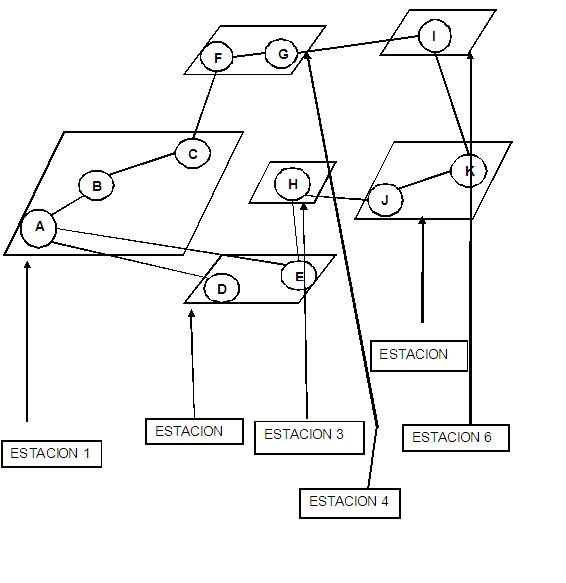 I
F
G
C
B
H
K
J
A
E
D
ESTACION
ESTACION
ESTACION 3
ESTACION 6
ESTACION 1
ESTACION 4